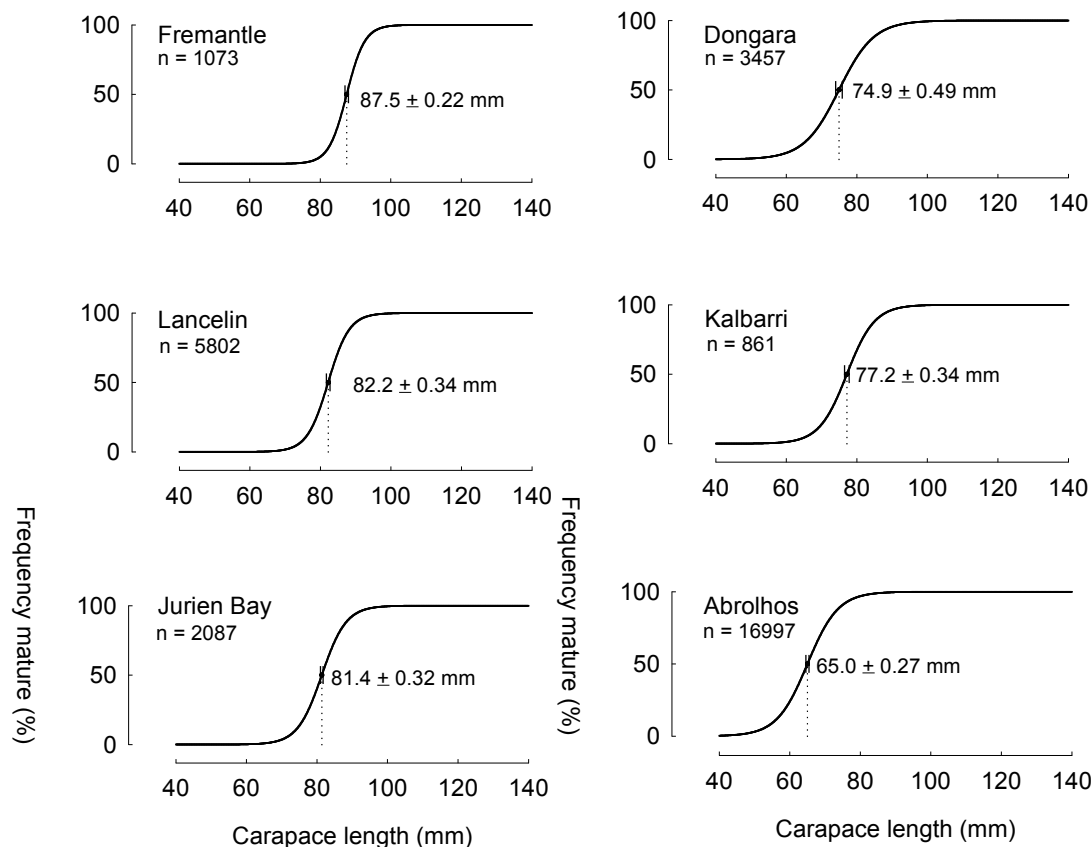 Fremantle
n = 1073
100
50
0
87.5 ± 0.22 mm
40 60 80 100 120 140
Dongara
n = 3457
100
50
0
74.9 ± 0.49 mm
40 60 80 100 120 140
Lancelin
n = 5802
100
50
0
82.2 ± 0.34 mm
40 60 80 100 120 140
Kalbarri
n = 861
100
50
0
77.2 ± 0.34 mm
40 60 80 100 120 140
Jurien Bay
n = 2087
100
50
0
81.4 ± 0.32 mm
40 60 80 100 120 140
Abrolhos
n = 16997
100
50
0
65.0 ± 0.27 mm
40 60 80 100 120 140
Frequency mature (%)
Frequency mature (%)
Carapace length (mm)
Carapace length (mm)